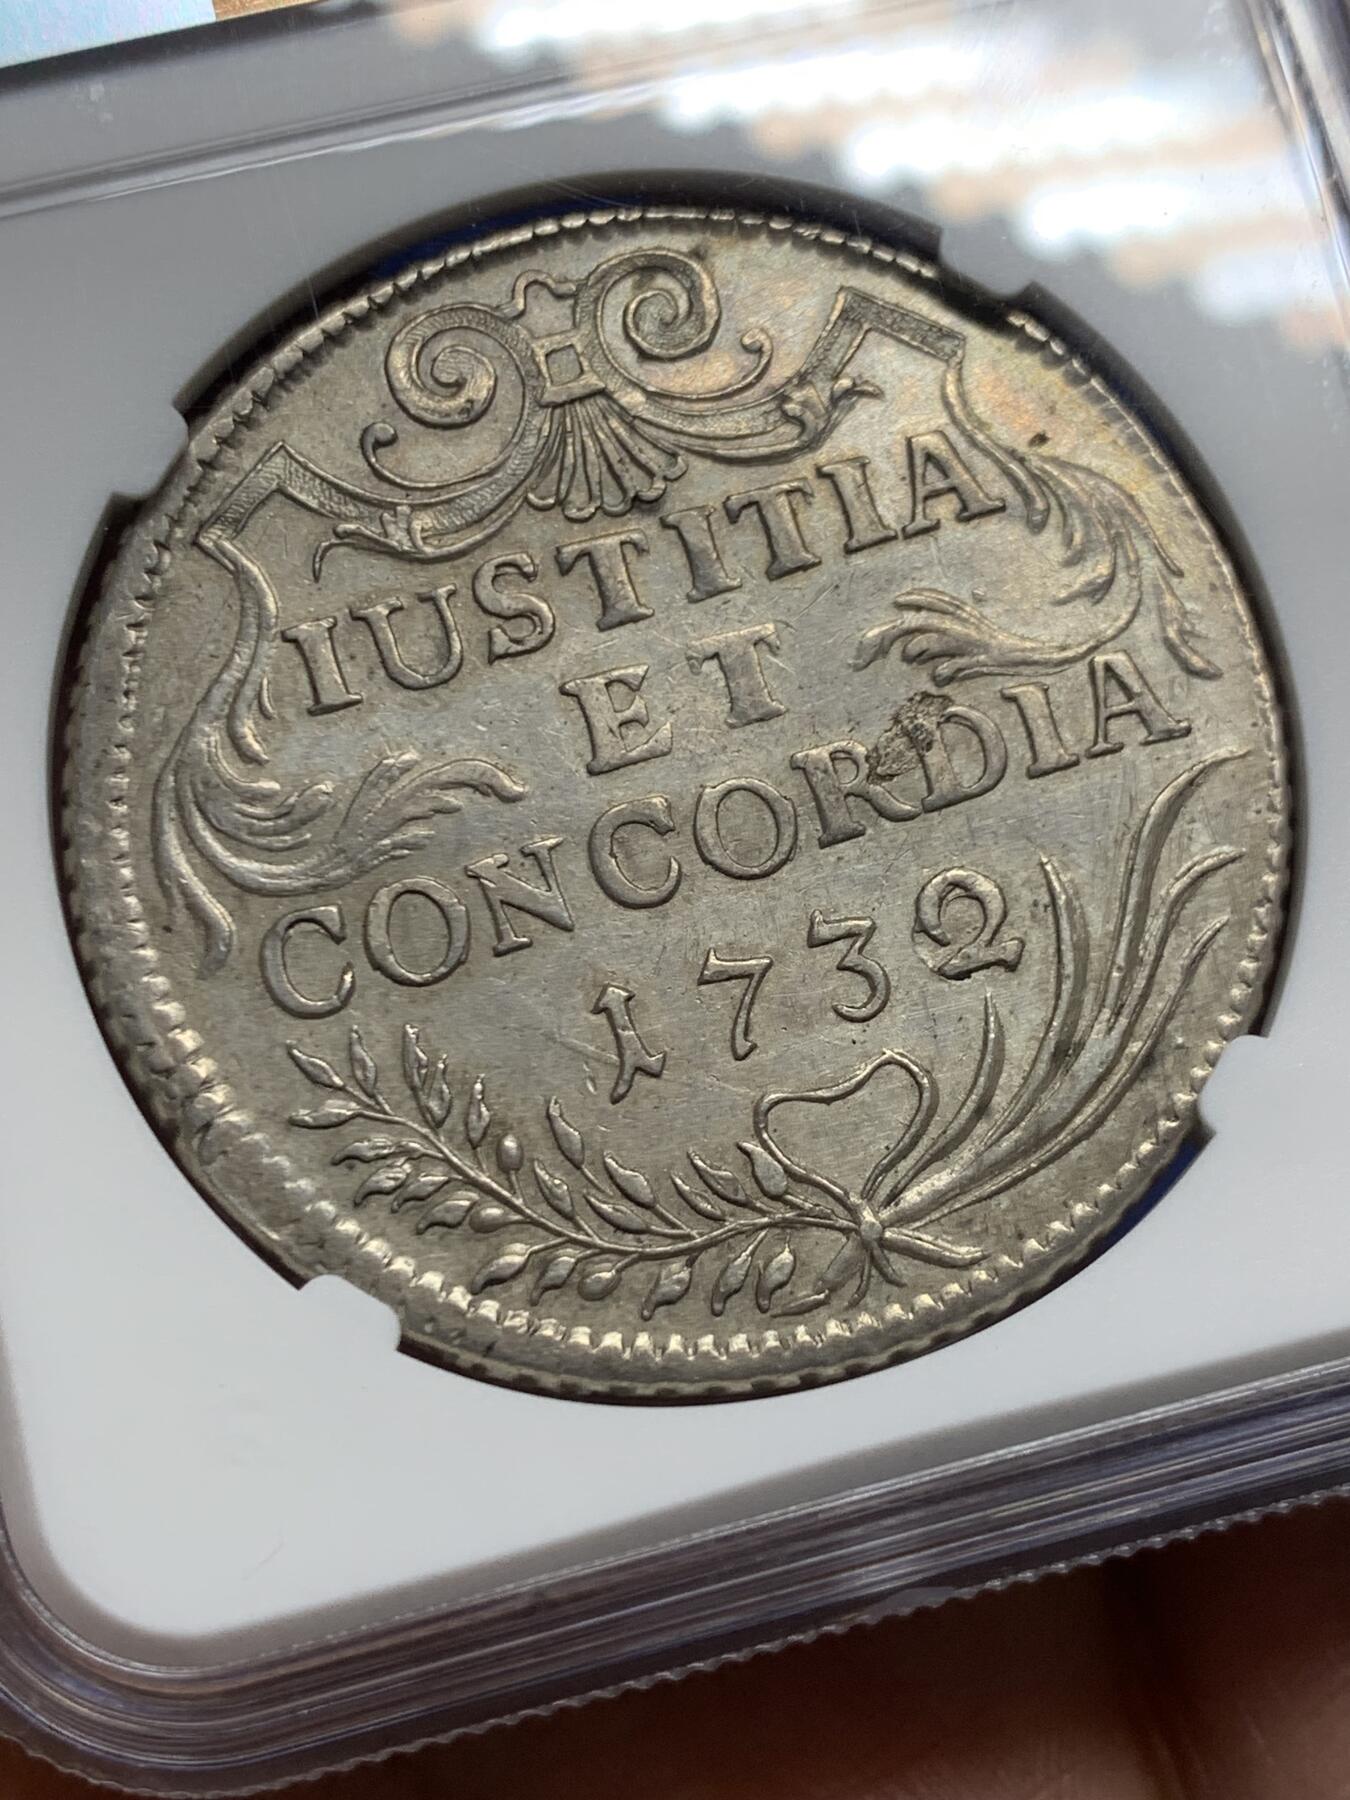 IUSTITIA
ET
CONCORDIA
1732